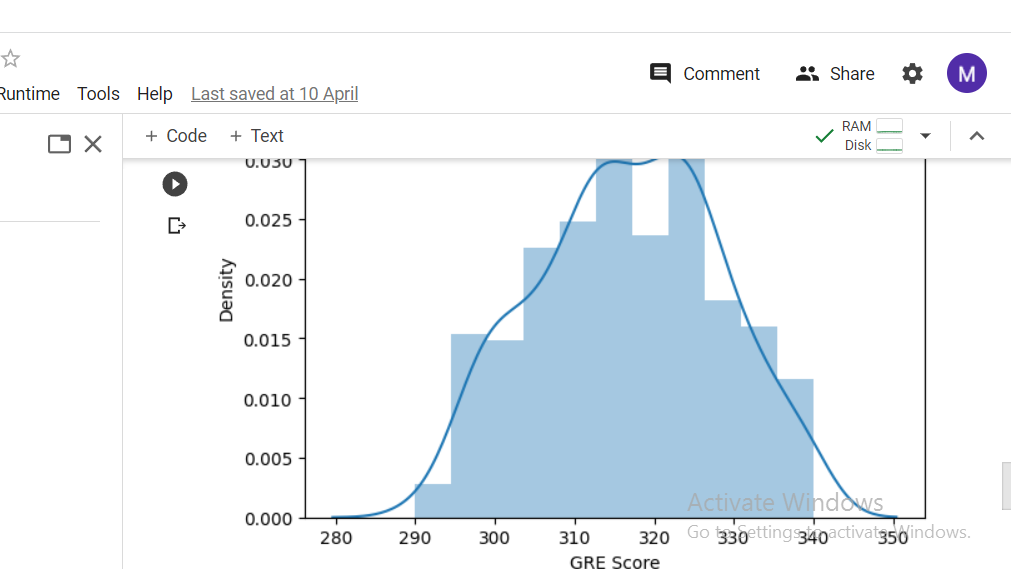 Comment
Share
M
Runtime Tools Help Last saved at 10 April
+ Code + Text
RAM
Disk
0.030
0.025
0.020
0.015
0.010
0.005
0.000
Density
280 290 300 310 320 330 340 350
GRE Score
Activate Windows
Go to Settings to activate Windows.